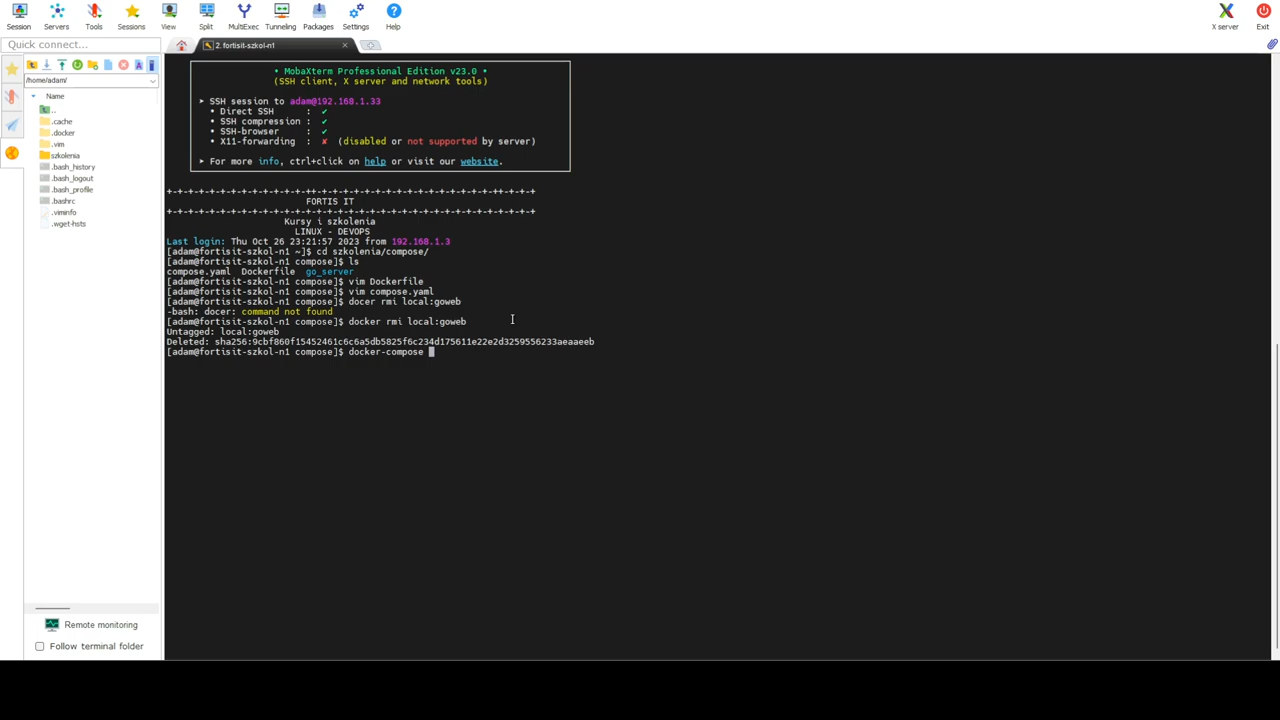 Session Servers Tools Sessions View Split MultiExec Tunneling Packages Settings Help X server Exit
Quick connect... 2. fortisit-szkol-n1
/home/adam/
Name
..
.cache
.docker
.vim
szkolenia
.bash_history
.bash_logout
.bash_profile
.bashrc
.viminfo
.wget-hsts
Remote monitoring
Follow terminal folder
• MobaXterm Professional Edition v23.0 •
(SSH client, X server and network tools)
➤ SSH session to adam@192.168.1.33
• Direct SSH : ✔
• SSH compression : ✔
• SSH-browser : ✔
• X11-forwarding : ✘ (disabled or not supported by server)
➤ For more info, ctrl+click on help or visit our website.
+-+-+-+-+-+-+-+-+-+-+-+-+-++-+-+-+-+-+-+-+-+-+-+-+-+-+-+-++-+-+-+
FORTIS IT
+-+-+-+-+-+-+-+-+-+-+-+-+-+-+-+-+-+-+-+-+-+-+-+-+-+-+-+-+-+-+-+-+-+-+
Kursy i szkolenia
LINUX - DEVOPS
Last login: Thu Oct 26 23:21:57 2023 from 192.168.1.3
[adam@fortisit-szkol-n1 ~]$ cd szkolenia/compose/
[adam@fortisit-szkol-n1 compose]$ ls
compose.yaml Dockerfile go_server
[adam@fortisit-szkol-n1 compose]$ vim Dockerfile
[adam@fortisit-szkol-n1 compose]$ vim compose.yaml
[adam@fortisit-szkol-n1 compose]$ docer rmi local:goweb
-bash: docer: command not found
[adam@fortisit-szkol-n1 compose]$ docker rmi local:goweb
Untagged: local:goweb
Deleted: sha256:9cbf860f15452461c6c6a5db5825f6c234d175611e22e2d3259556233aeaaeeb
[adam@fortisit-szkol-n1 compose]$ docker-compose